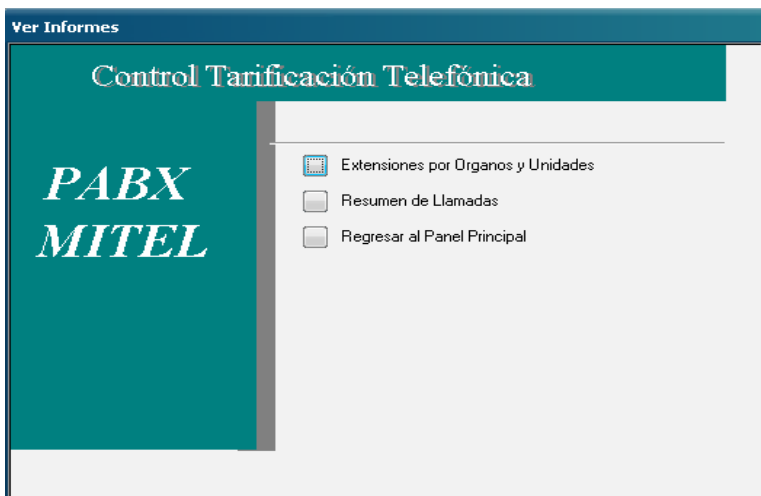 Ver Informes
Control Tarificación Telefónica
PABX
MITEL
Extensiones por Organos y Unidades
Resumen de Llamadas
Regresar al Panel Principal